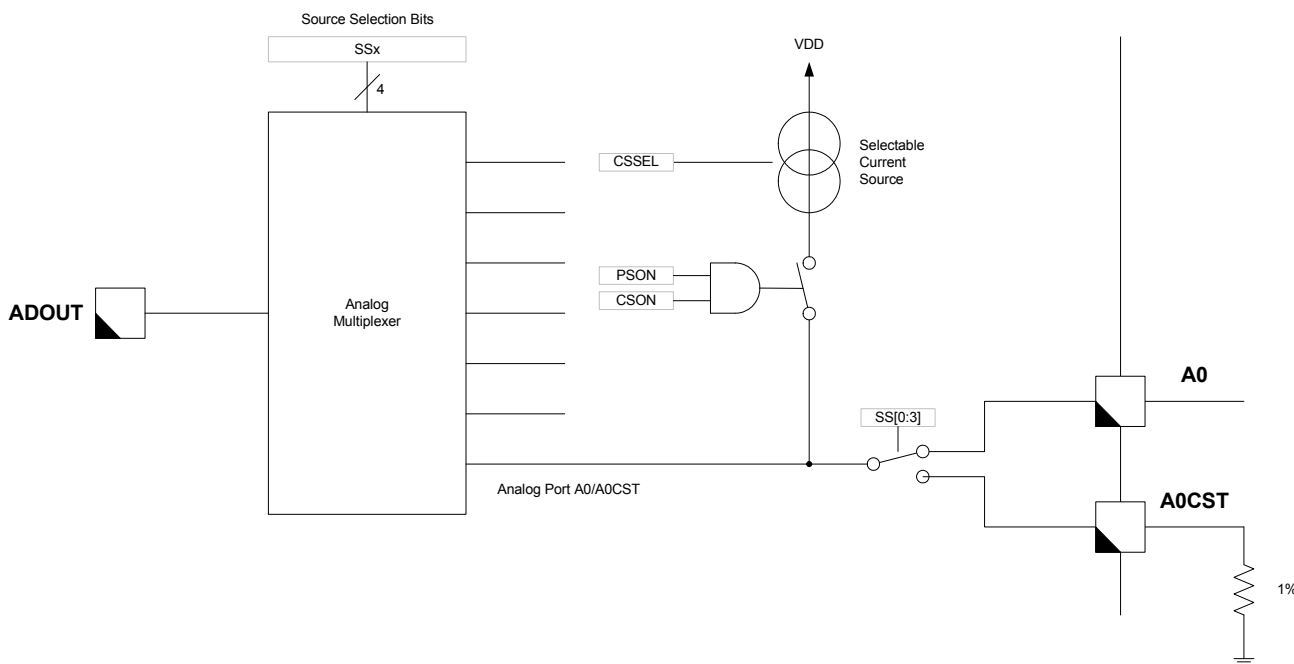 Source Selection Bits
SSx
4
VDD
CSSEL
Selectable
Current
Source
PSON
CSON
ADOUT
Analog
Multiplexer
A0
SS[0:3]
Analog Port A0/A0CST
A0CST
1%